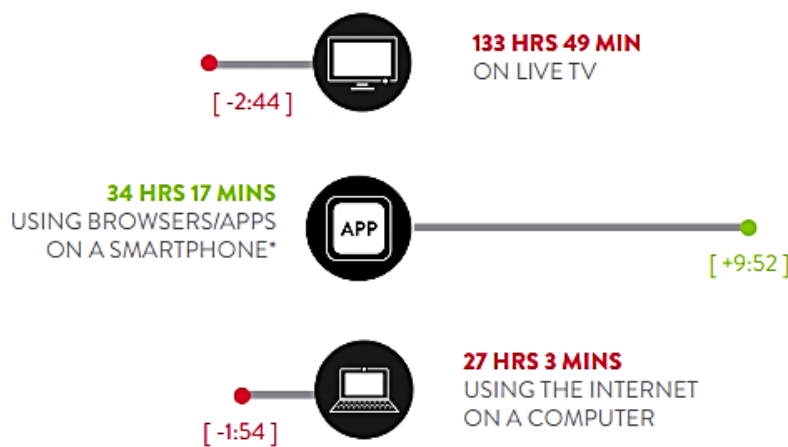 133 HRS 49 MIN
ON LIVE TV
[ -2:44 ]
34 HRS 17 MINS
USING BROWSERS/APPS
ON A SMARTPHONE*
APP
[ +9:52 ]
27 HRS 3 MINS
USING THE INTERNET
ON A COMPUTER
[ -1:54 ]